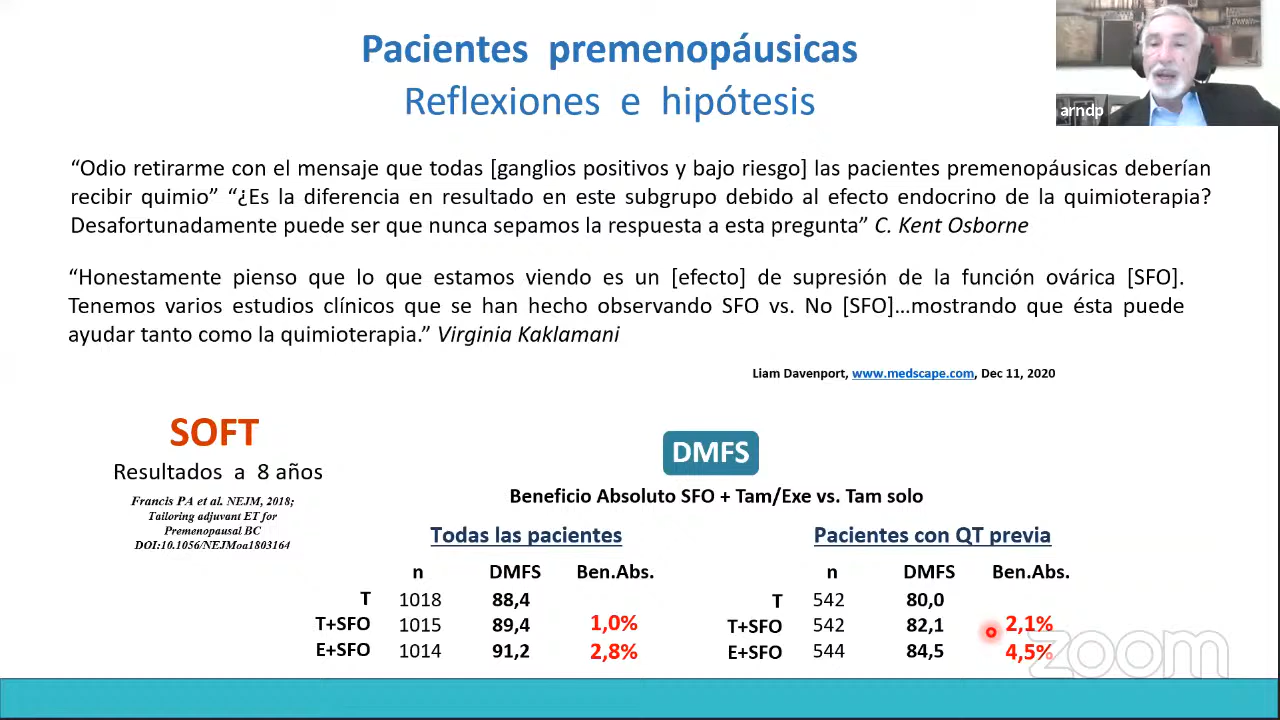 Pacientes premenopáusicas
Reflexiones e hipótesis
arndp
“Odio retirarme con el mensaje que todas [ganglios positivos y bajo riesgo] las pacientes premenopáusicas deberían
recibir quimio” “¿Es la diferencia en resultado en este subgrupo debido al efecto endocrino de la quimioterapia?
Desafortunadamente puede ser que nunca sepamos la respuesta a esta pregunta” C. Kent Osborne
“Honestamente pienso que lo que estamos viendo es un [efecto] de supresión de la función ovárica [SFO].
Tenemos varios estudios clínicos que se han hecho observando SFO vs. No [SFO]…mostrando que ésta puede
ayudar tanto como la quimioterapia.” Virginia Kaklamani
Liam Davenport, www.medscape.com, Dec 11, 2020
SOFT
Resultados a 8 años
Francis PA et al. NEJM, 2018;
Tailoring adjuvant ET for
Premenopausal BC
DOI:10.1056/NEJMoa1803164
DMFS
Beneficio Absoluto SFO + Tam/Exe vs. Tam solo
Todas las pacientes
n DMFS Ben.Abs.
T 1018 88,4
T+SFO 1015 89,4 1,0%
E+SFO 1014 91,2 2,8%
Pacientes con QT previa
n DMFS Ben.Abs.
T 542 80,0
T+SFO 542 82,1 2,1%
E+SFO 544 84,5 4,5%
zoom